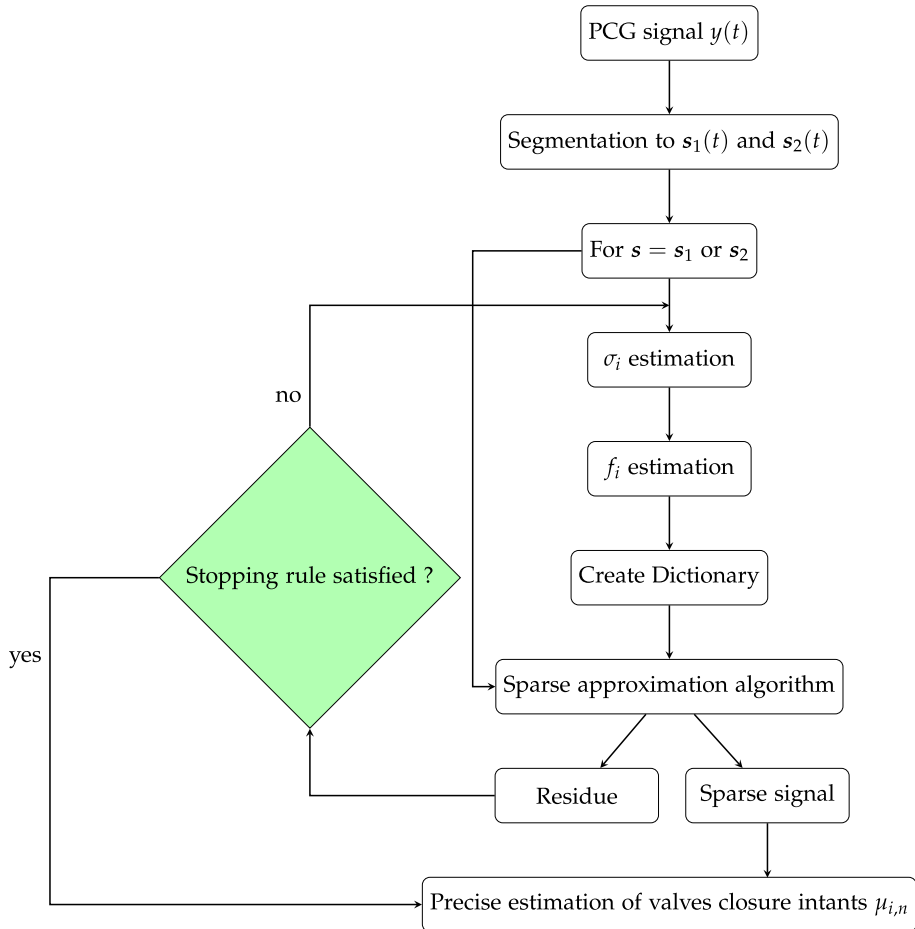 PCG signal y(t)
Segmentation to s₁(t) and s₂(t)
For s = s₁ or s₂
σᵢ estimation
no
fᵢ estimation
Stopping rule satisfied ?
Create Dictionary
yes
Sparse approximation algorithm
Residue
Sparse signal
Precise estimation of valves closure intants μᵢ,ₙ